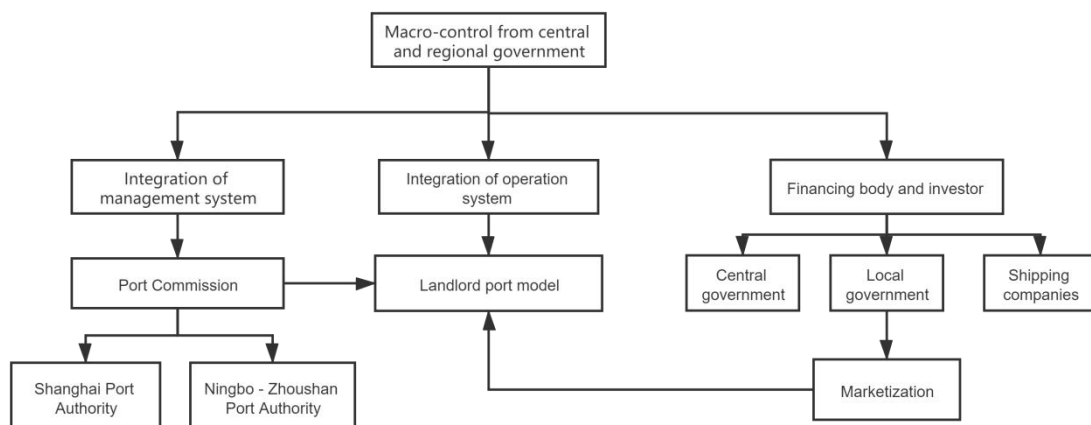 Macro-control from central
and regional government
Integration of
management system
Integration of operation
system
Financing body and investor
Port Commission
Landlord port model
Central
government
Local
government
Shipping
companies
Shanghai Port
Authority
Ningbo - Zhoushan
Port Authority
Marketization